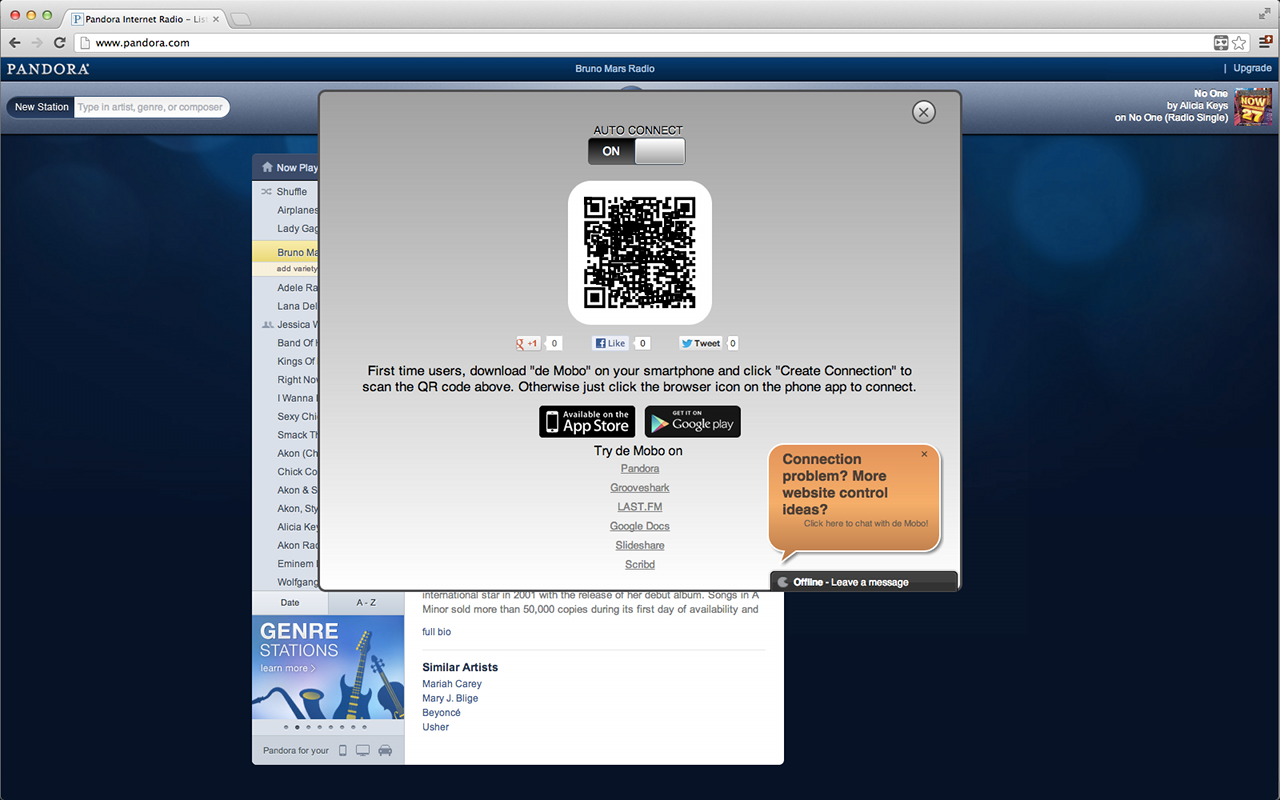 Pandora Internet Radio – Lis
www.pandora.com
PANDORA
Bruno Mars Radio
| Upgrade
New Station
Type in artist, genre, or composer
No One
by Alicia Keys
on No One (Radio Single)
NOW
27
Now Play
Shuffle
Airplanes
Lady Gag
Bruno Ma
add variety
Adele Ra
Lana Del
Jessica W
Band Of H
Kings Of
Right Now
I Wanna
Sexy Chi
Smack Th
Akon (Ch
Chick Co
Akon & S
Akon, Sty
Alicia Key
Akon Rad
Eminem
Wolfgang
Date
A - Z
GENRE
STATIONS
learn more >
Pandora for your
AUTO CONNECT
ON
+1
0
Like
0
Tweet
0
First time users, download "de Mobo" on your smartphone and click "Create Connection" to
scan the QR code above. Otherwise just click the browser icon on the phone app to connect.
Available on the
App Store
GET IT ON
Google play
Try de Mobo on
Pandora
Grooveshark
LAST.FM
Google Docs
Slideshare
Scribd
Connection
problem? More
website control
ideas?
Click here to chat with de Mobo!
Offline - Leave a message
international star in 2001 with the release of her debut album. Songs in A
Minor sold more than 50,000 copies during its first day of availability and
full bio
Similar Artists
Mariah Carey
Mary J. Blige
Beyoncé
Usher